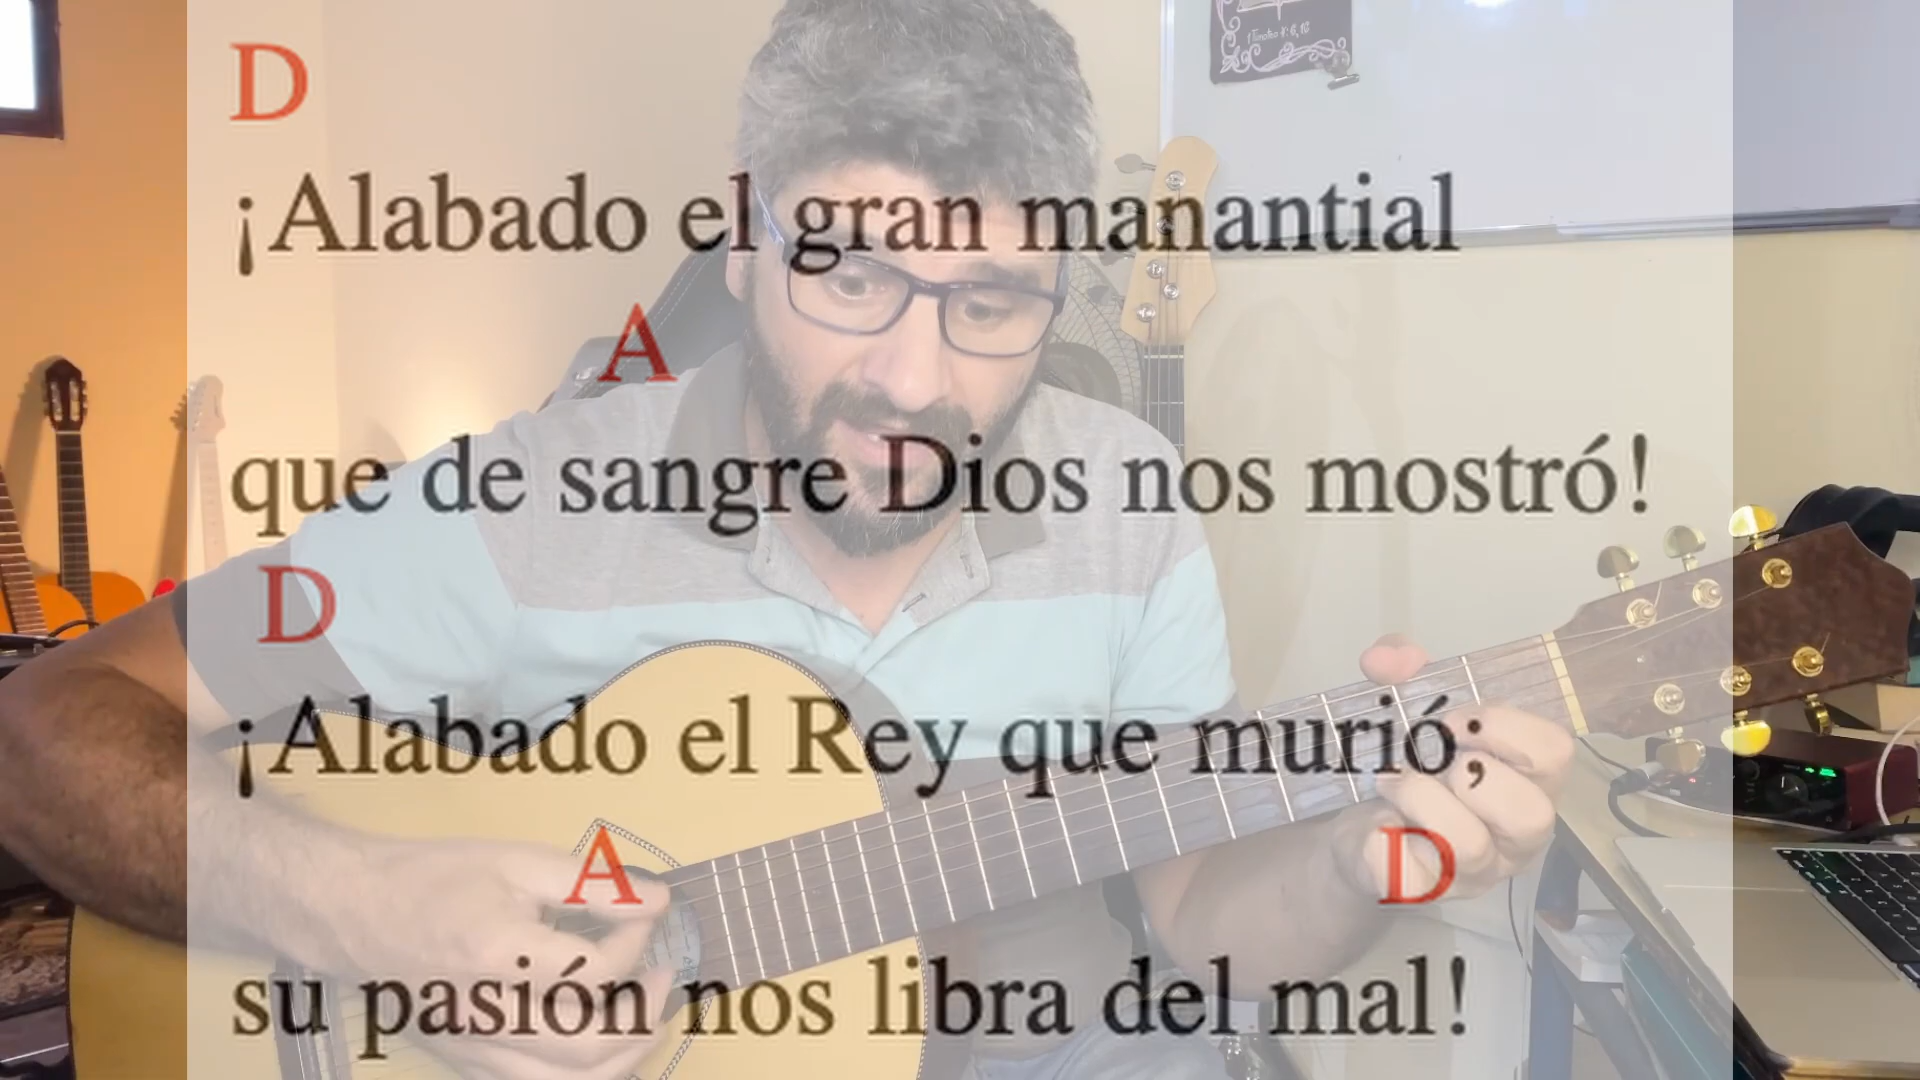 D
¡Alabado el gran manantial
A
que de sangre Dios nos mostró!
D
¡Alabado el Rey que murió;
A D
su pasión nos libra del mal!